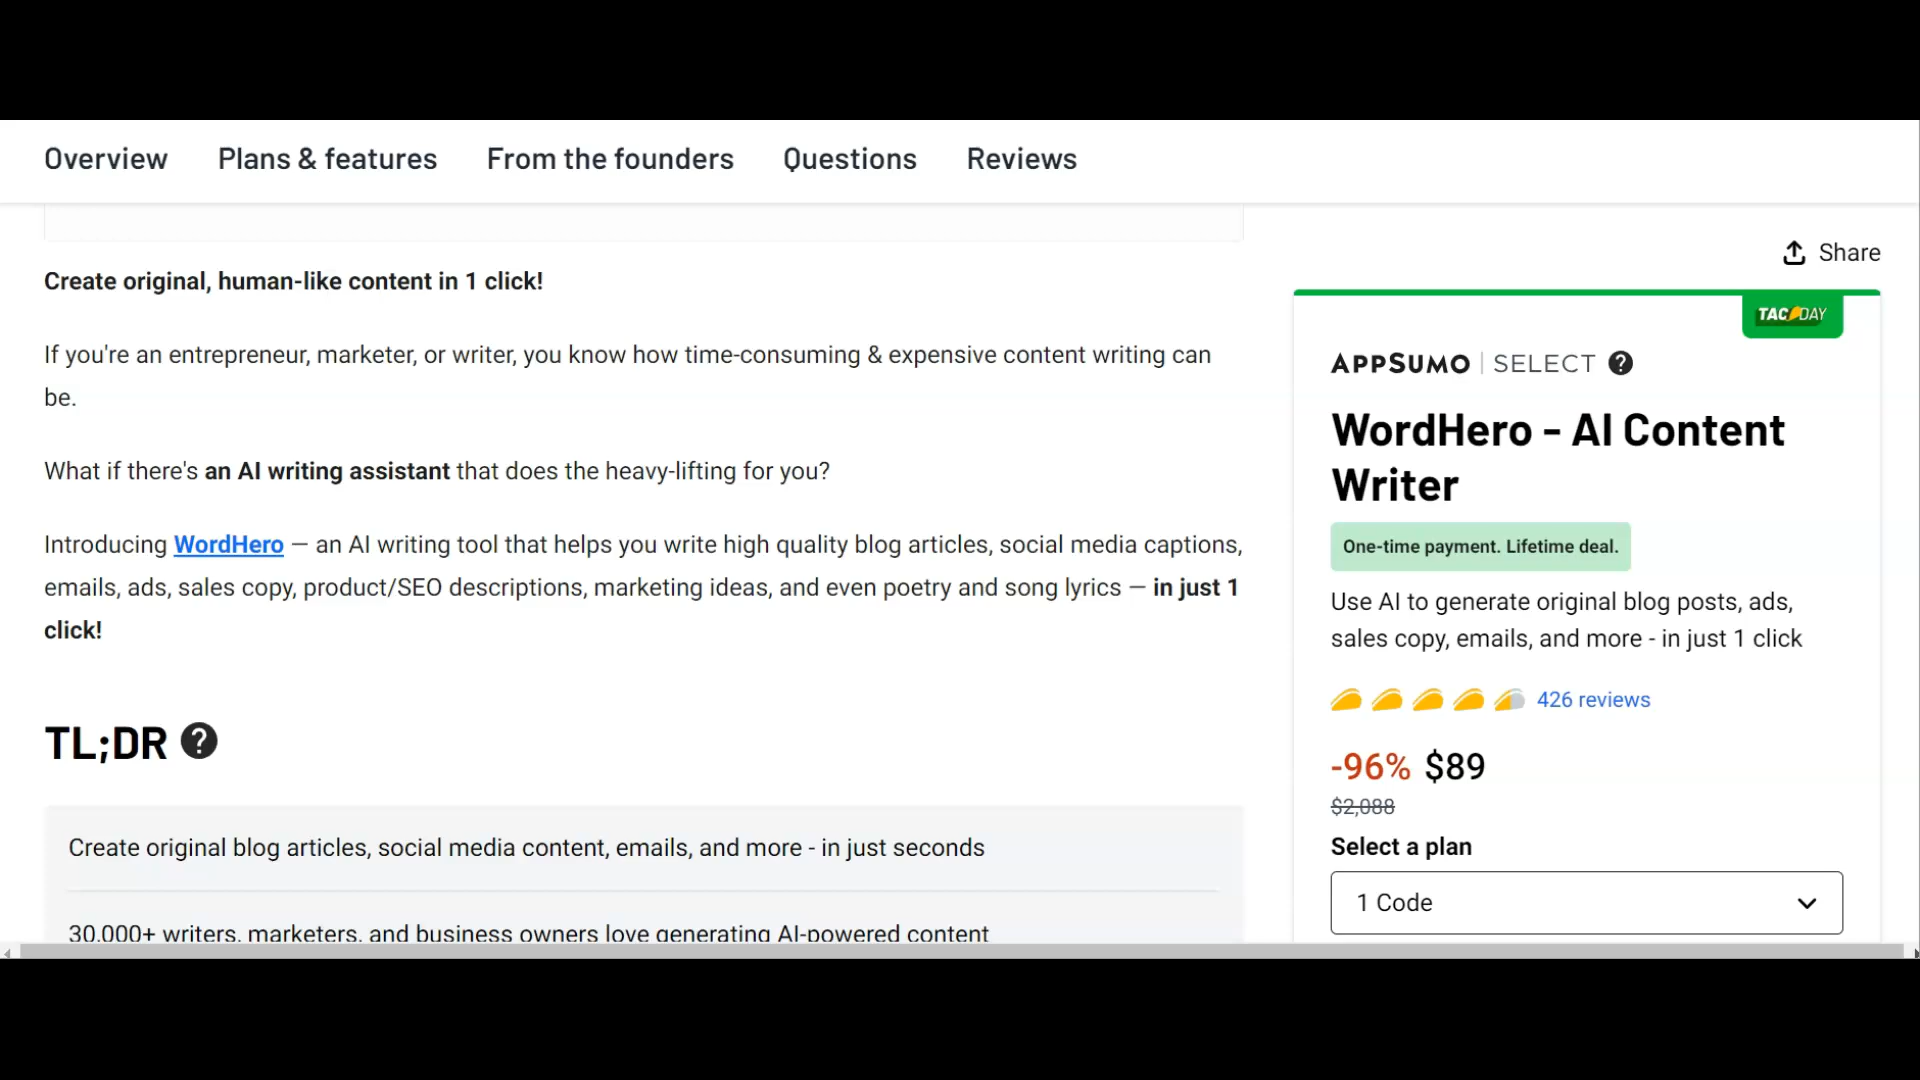 Overview Plans & features From the founders Questions Reviews
Share
Create original, human-like content in 1 click!
If you're an entrepreneur, marketer, or writer, you know how time-consuming & expensive content writing can
be.
What if there's an AI writing assistant that does the heavy-lifting for you?
Introducing WordHero — an AI writing tool that helps you write high quality blog articles, social media captions,
emails, ads, sales copy, product/SEO descriptions, marketing ideas, and even poetry and song lyrics — in just 1
click!
TL;DR ?
Create original blog articles, social media content, emails, and more - in just seconds
30,000+ writers, marketers, and business owners love generating AI-powered content
TACO DAY
APPSUMO | SELECT ?
WordHero - AI Content
Writer
One-time payment. Lifetime deal.
Use AI to generate original blog posts, ads,
sales copy, emails, and more - in just 1 click
426 reviews
-96% $89
$2,088
Select a plan
1 Code